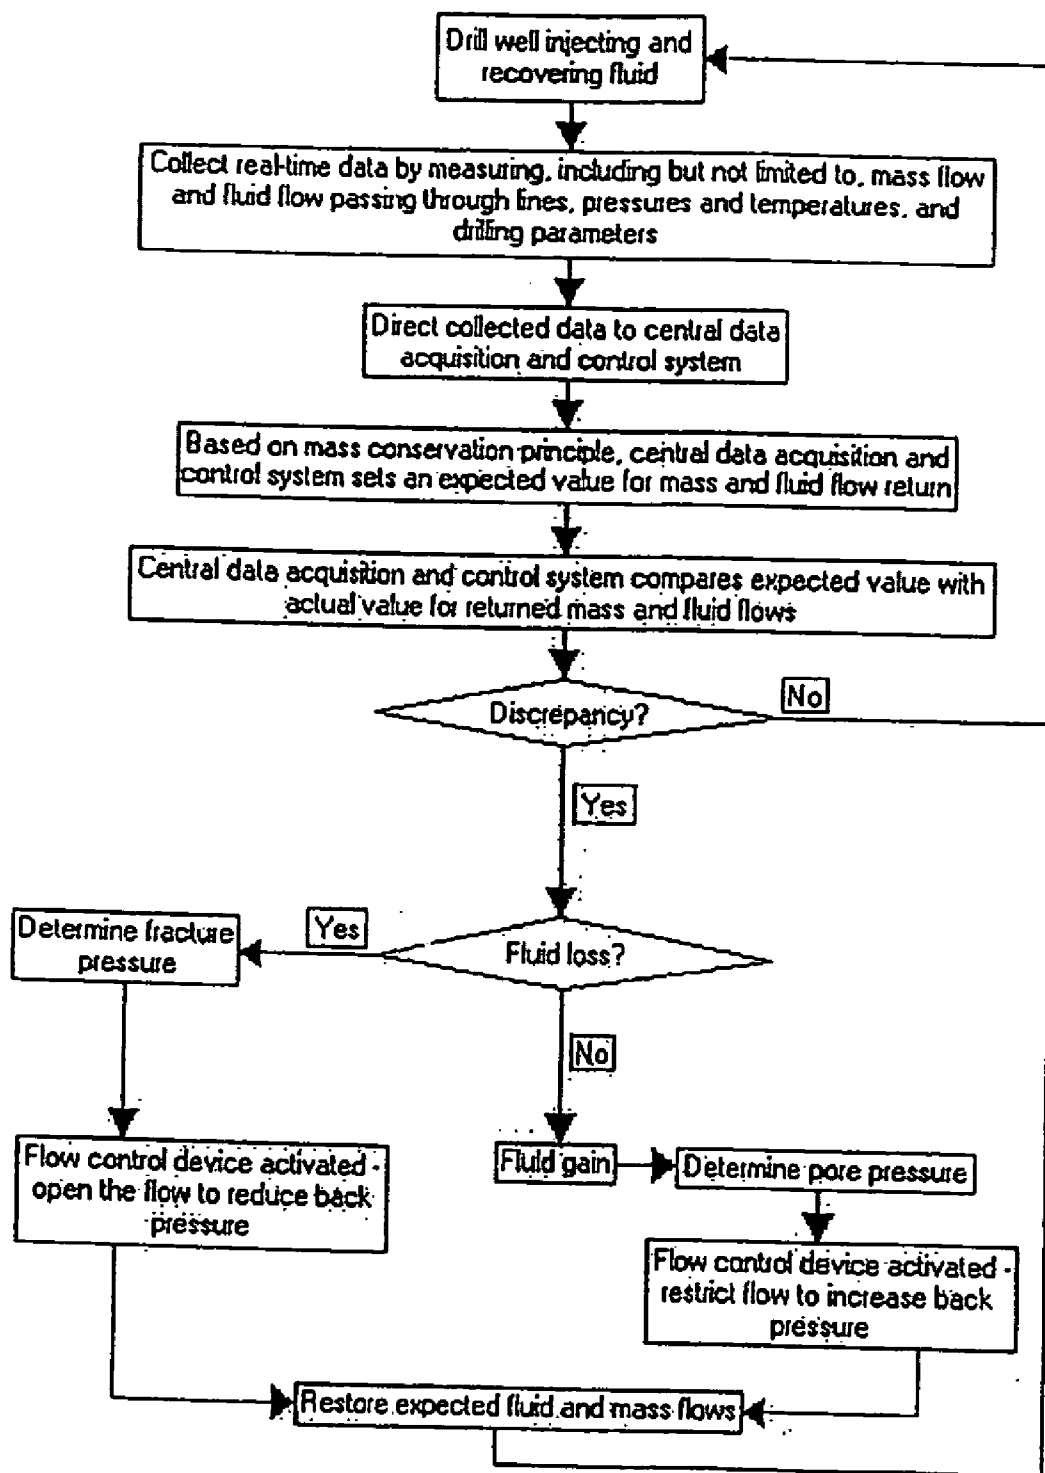 Drill well injecting and
recovering fluid
Collect real-time data by measuring, including but not limited to, mass flow
and fluid flow passing through lines, pressures and temperatures, and
drilling parameters
Direct collected data to central data
acquisition and control system
Based on mass conservation principle, central data acquisition and
control system sets an expected value for mass and fluid flow return
Central data acquisition and control system compares expected value with
actual value for returned mass and fluid flows
Discrepancy?
No
Yes
Fluid loss?
Yes
Determine fracture
pressure
No
Flow control device activated -
open the flow to reduce back
pressure
Fluid gain
Determine pore pressure
Flow control device activated -
restrict flow to increase back
pressure
Restore expected fluid and mass flows